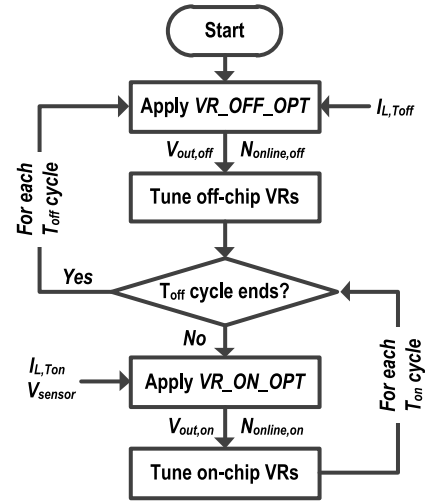 Start
Apply VR_OFF_OPT
I_L,Toff
V_out,off N_online,off
Tune off-chip VRs
For each
T_off cycle
T_off cycle ends?
Yes
No
I_L,Ton
V_sensor
Apply VR_ON_OPT
V_out,on N_online,on
Tune on-chip VRs
For each
T_on cycle